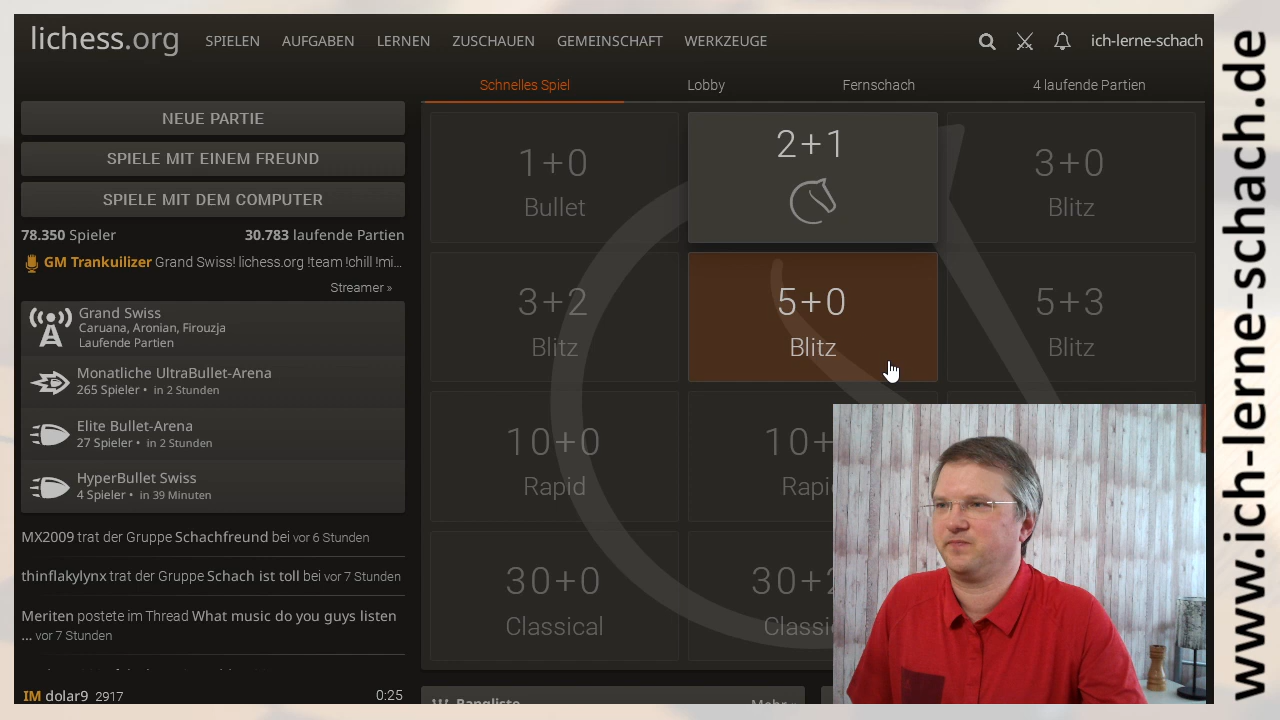 lichess.org
SPIELEN AUFGABEN LERNEN ZUSCHAUEN GEMEINSCHAFT WERKZEUGE
ich-lerne-schach
Schnelles Spiel Lobby Fernschach 4 laufende Partien
NEUE PARTIE
SPIELE MIT EINEM FREUND
SPIELE MIT DEM COMPUTER
78.350 Spieler 30.783 laufende Partien
GM Trankuilizer Grand Swiss! lichess.org !team !chill !mi...
Streamer »
Grand Swiss
Caruana, Aronian, Firouzja
Laufende Partien
Monatliche UltraBullet-Arena
265 Spieler • in 2 Stunden
Elite Bullet-Arena
27 Spieler • in 2 Stunden
HyperBullet Swiss
4 Spieler • in 39 Minuten
MX2009 trat der Gruppe Schachfreund bei vor 6 Stunden
thinflakylynx trat der Gruppe Schach ist toll bei vor 7 Stunden
Meriten postete im Thread What music do you guys listen
... vor 7 Stunden
IM dolar9 2917 0:25
1+0
Bullet
2+1
3+0
Blitz
3+2
Blitz
5+0
Blitz
5+3
Blitz
10+0
Rapid
10+
Rapi
30+0
Classical
30+2
Classi
Rangliste Mehr »
www.ich-lerne-schach.de